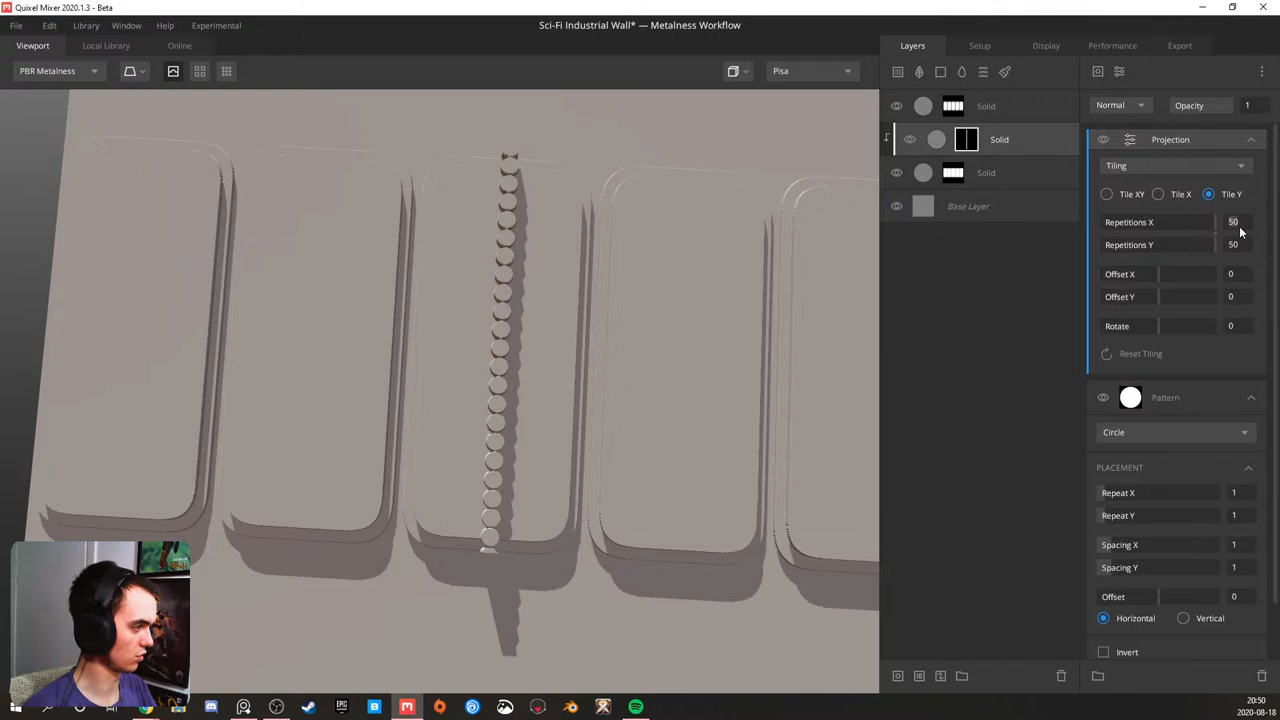 Quixel Mixer 2020.1.3 - Beta
File Edit Library Window Help Experimental
Sci-Fi Industrial Wall* — Metalness Workflow
Viewport Local Library Online
Layers Setup Display Performance Export
PBR Metalness
Pisa
Solid
Solid
Solid
Base Layer
Normal Opacity 1
Projection
Tiling
Tile XY Tile X Tile Y
Repetitions X 50
Repetitions Y 50
Offset X 0
Offset Y 0
Rotate 0
Reset Tiling
Pattern
Circle
PLACEMENT
Repeat X 1
Repeat Y 1
Spacing X 1
Spacing Y 1
Offset 0
Horizontal Vertical
Invert
EPIC
20:50
2020-08-18